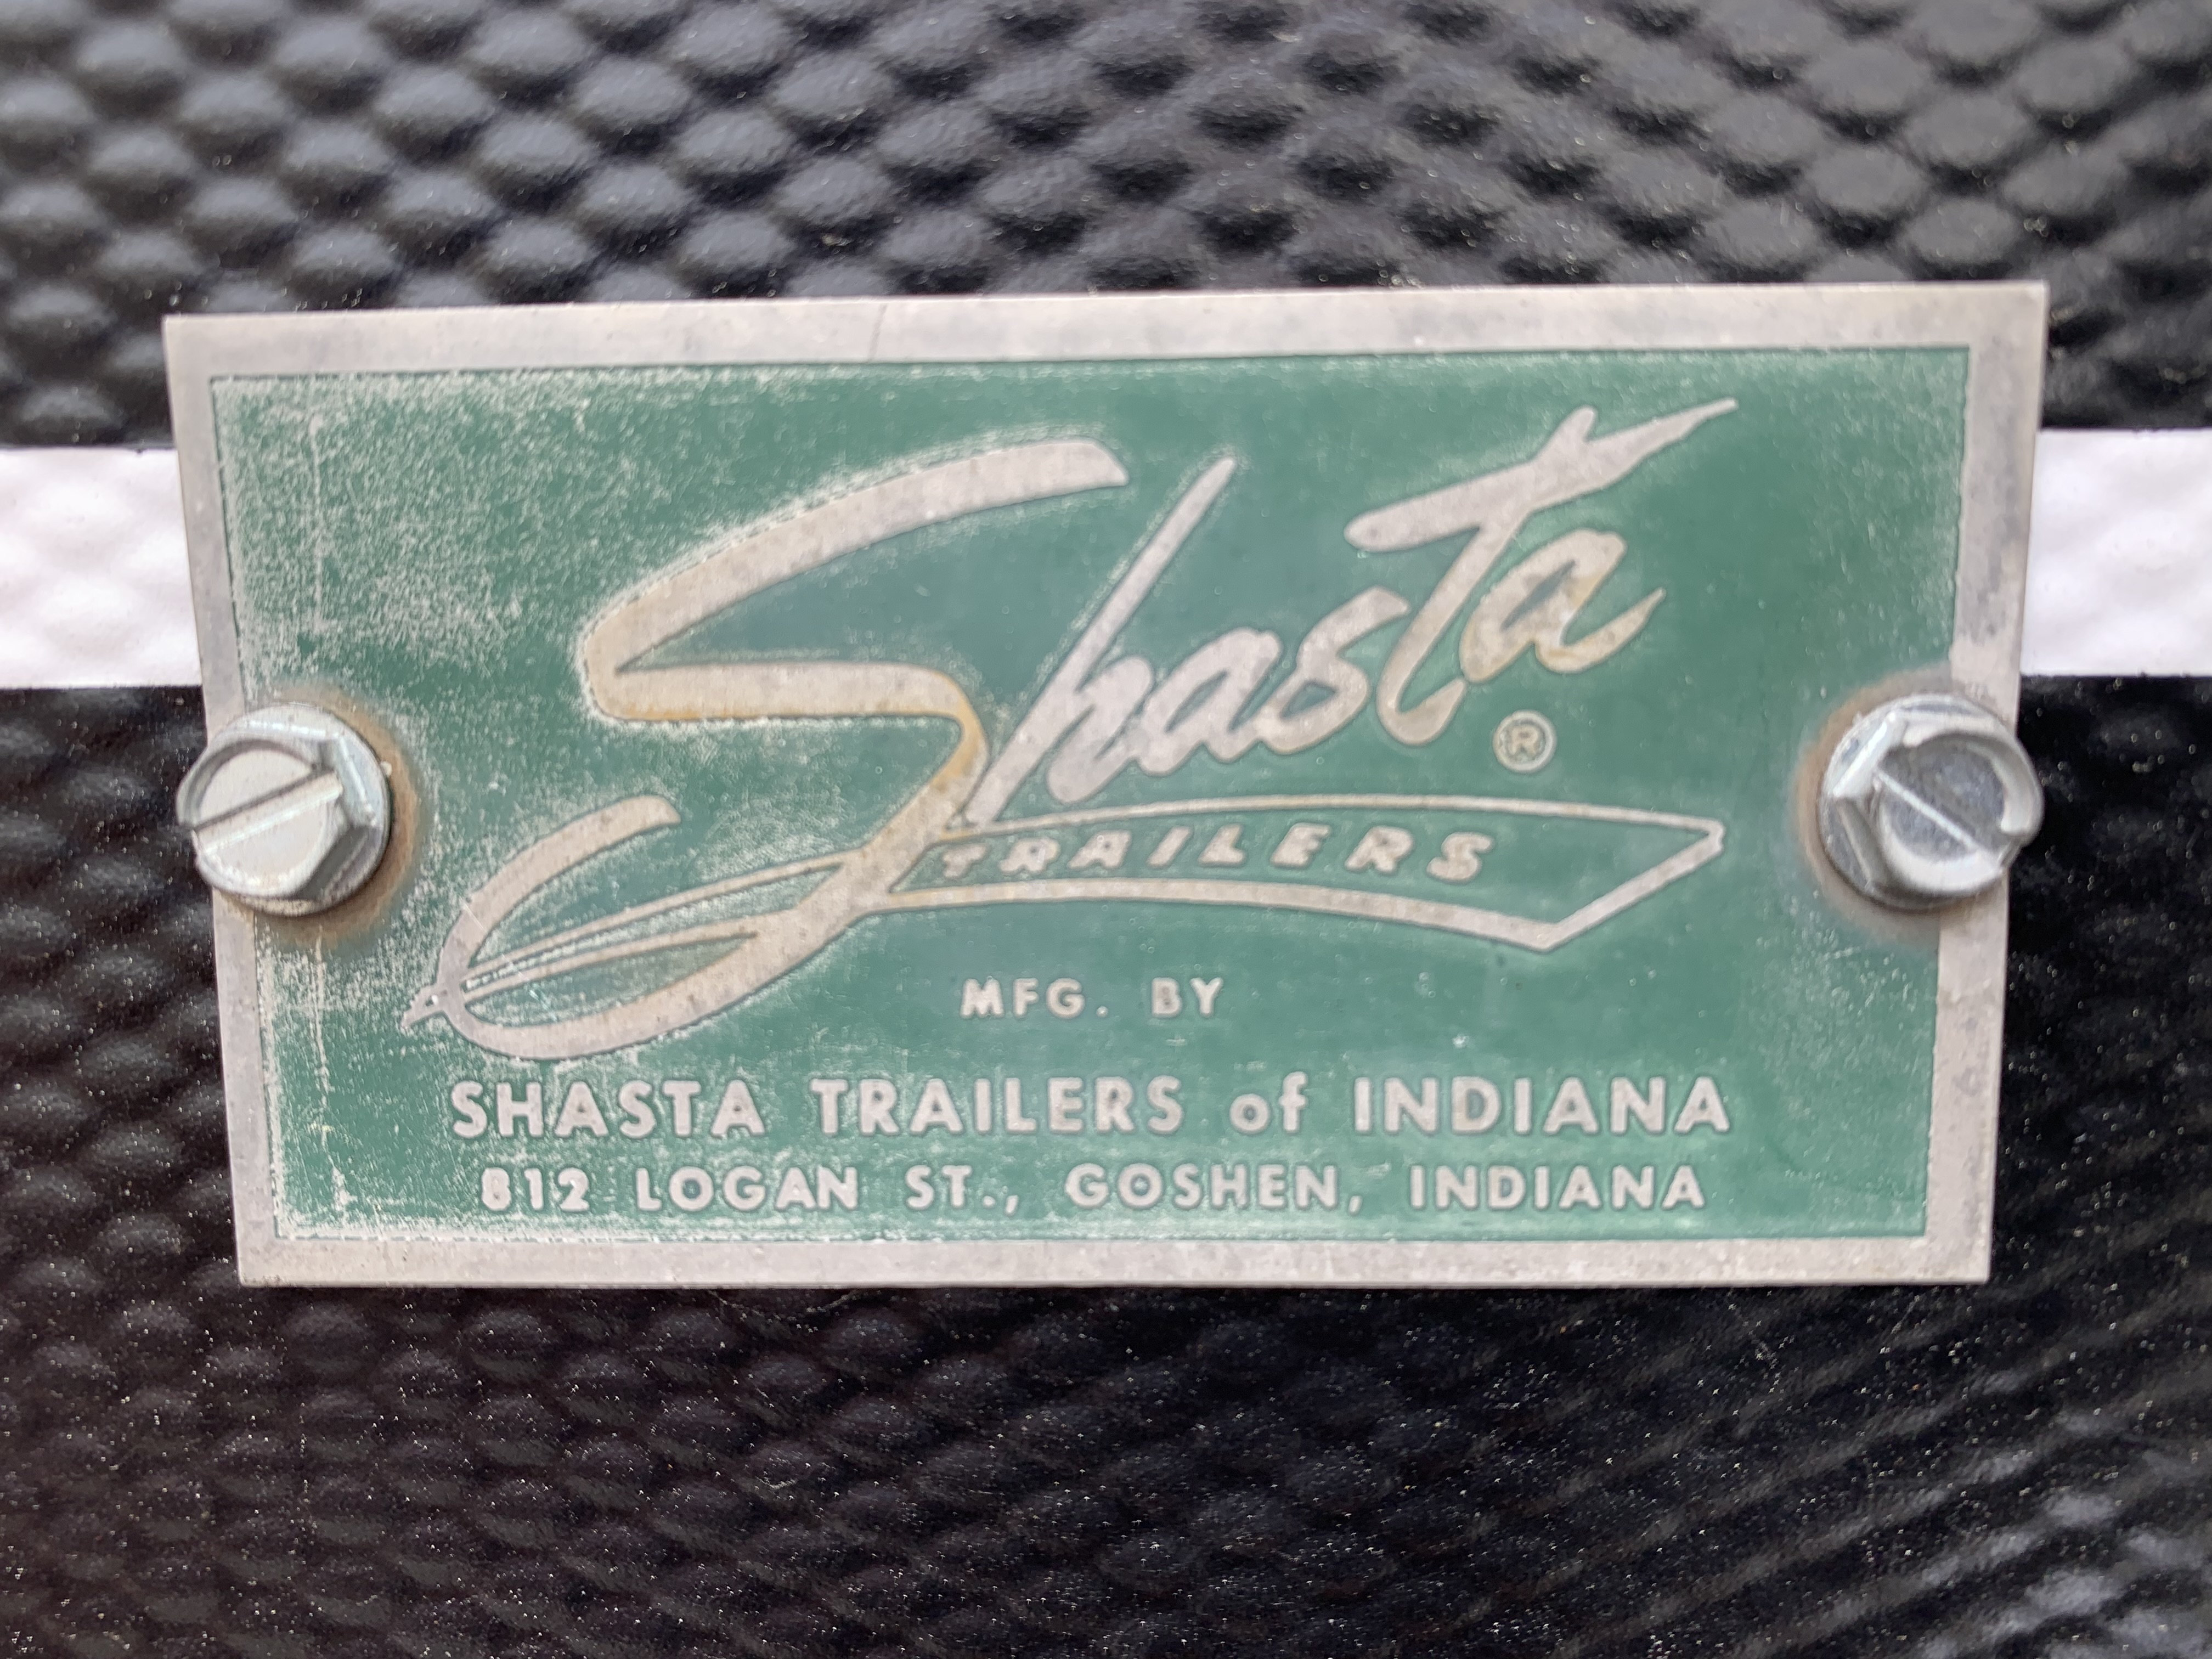 Shasta ®
TRAILERS
MFG. BY
SHASTA TRAILERS of INDIANA
812 LOGAN ST., GOSHEN, INDIANA